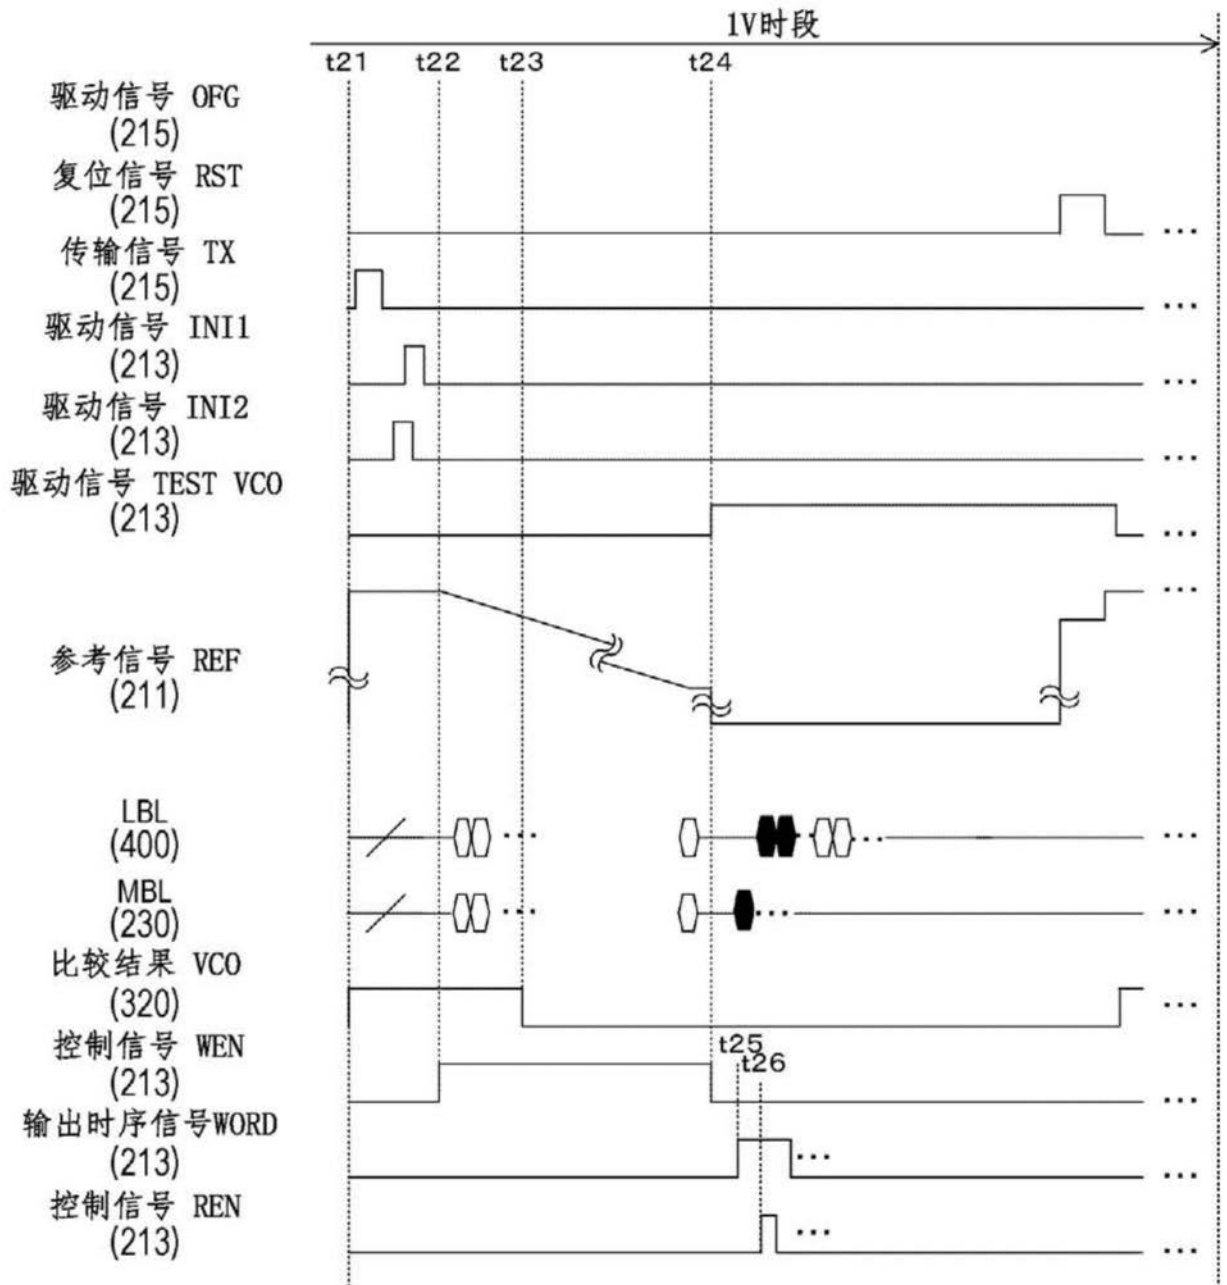 1V时段
t21 t22 t23 t24
驱动信号 OFG
(215)
复位信号 RST
(215)
...
传输信号 TX
(215)
...
驱动信号 INI1
(213)
...
驱动信号 INI2
(213)
...
驱动信号 TEST VCO
(213)
...
参考信号 REF
(211)
...
LBL
(400)
... ... ... ...
MBL
(230)
... ... ...
比较结果 VCO
(320)
...
控制信号 WEN
(213)
t25
t26
...
输出时序信号WORD
(213)
... ...
控制信号 REN
(213)
... ...